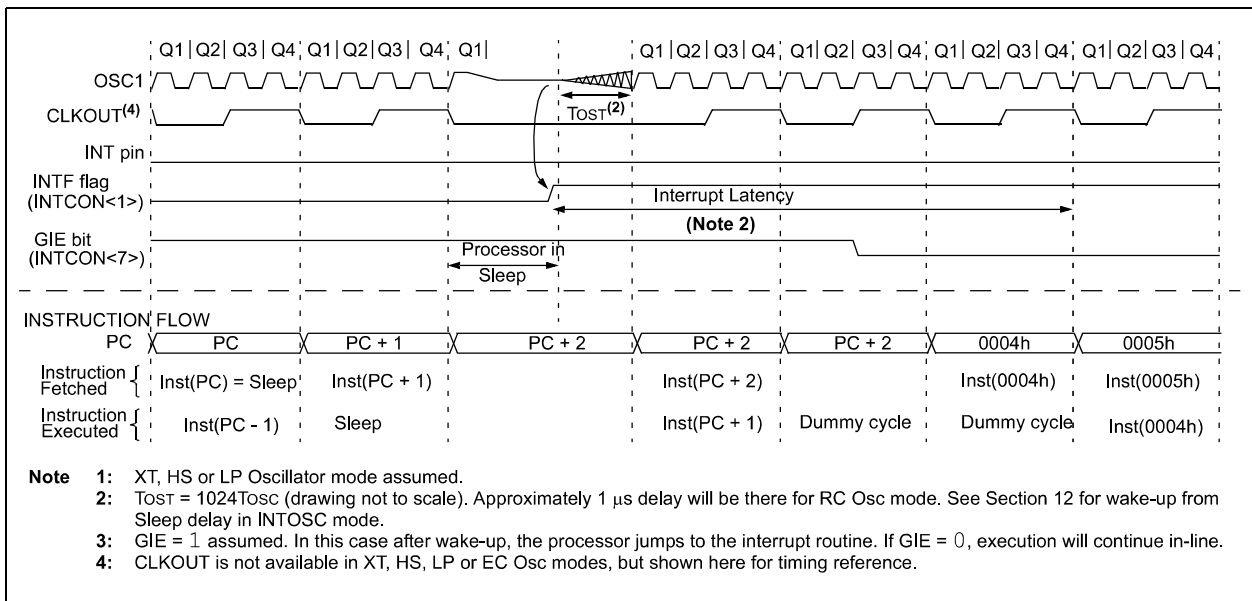 Q1 | Q2 | Q3 | Q4 Q1 | Q2 | Q3 | Q4 Q1 | Q1 | Q2 | Q3 | Q4 Q1 | Q2 | Q3 | Q4 Q1 | Q2 | Q3 | Q4 Q1 | Q2 | Q3 | Q4
OSC1
TOST(2)
CLKOUT(4)
INT pin
INTF flag
(INTCON<1>)
Interrupt Latency
(Note 2)
GIE bit
(INTCON<7>)
Processor in
Sleep
INSTRUCTION FLOW
PC PC PC + 1 PC + 2 PC + 2 PC + 2 0004h 0005h
Instruction
Fetched { Inst(PC) = Sleep Inst(PC + 1) Inst(PC + 2) Inst(0004h) Inst(0005h)
Instruction
Executed { Inst(PC - 1) Sleep Inst(PC + 1) Dummy cycle Dummy cycle Inst(0004h)
Note 1: XT, HS or LP Oscillator mode assumed.
2: TOST = 1024TOSC (drawing not to scale). Approximately 1 μs delay will be there for RC Osc mode. See Section 12 for wake-up from
Sleep delay in INTOSC mode.
3: GIE = 1 assumed. In this case after wake-up, the processor jumps to the interrupt routine. If GIE = 0, execution will continue in-line.
4: CLKOUT is not available in XT, HS, LP or EC Osc modes, but shown here for timing reference.